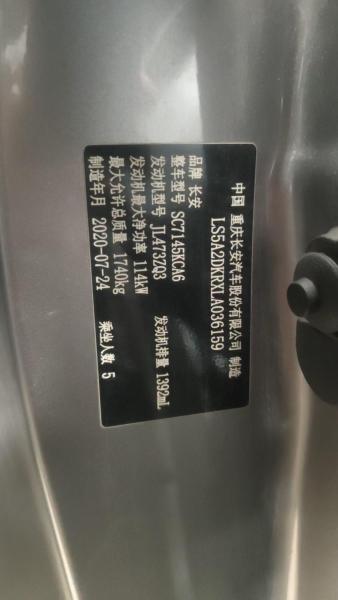 中国 重庆长安汽车股份有限公司 制造
LS5A2DKRXLA036159
品牌 长安
整车型号 SC7145KCA6
发动机型号 JL473ZQ3 发动机排量 1392mL
发动机最大净功率 114kW
最大允许总质量 1740kg
制造年月 2020-07-24 乘坐人数 5